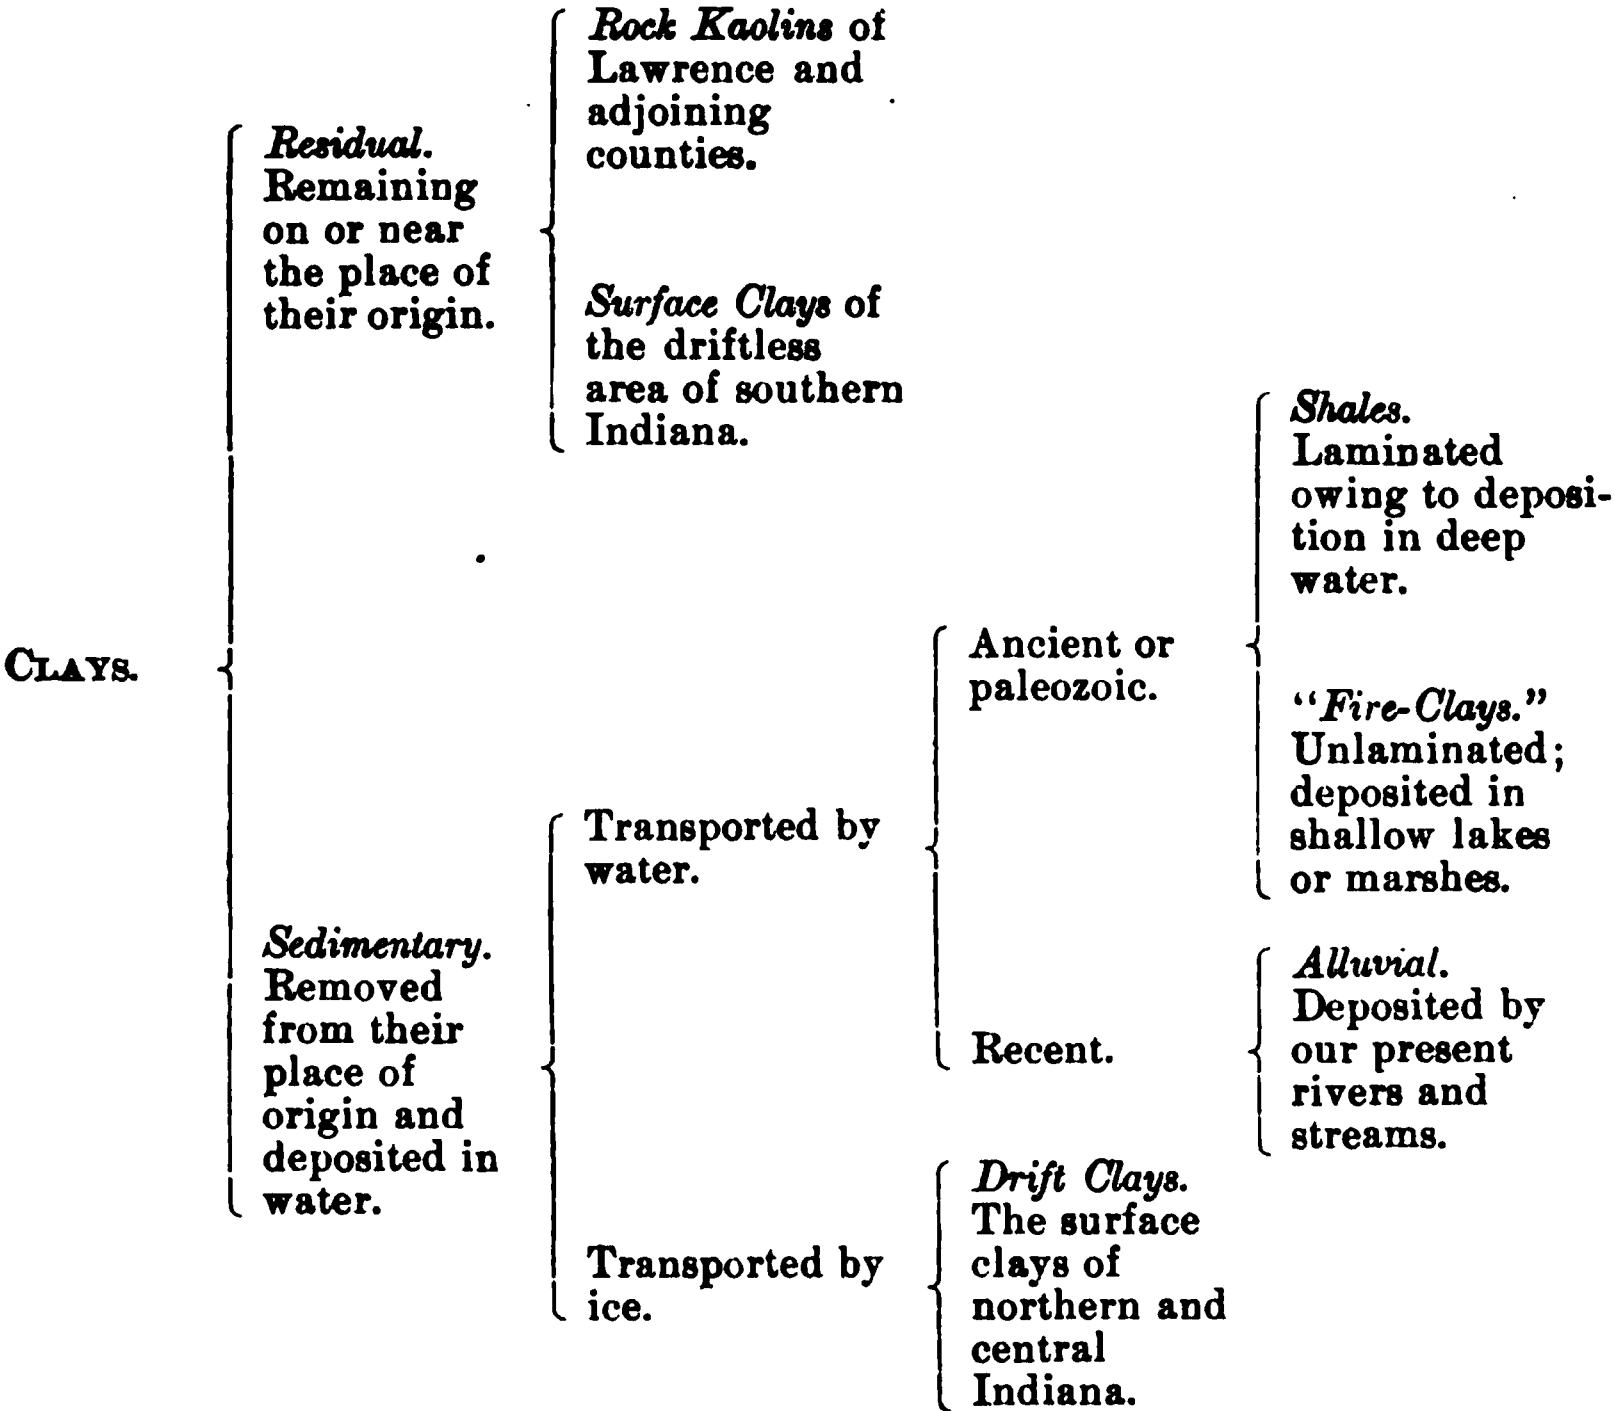 CLAYS.
Residual.
Remaining
on or near
the place of
their origin.
Rock Kaolins of
Lawrence and
adjoining
counties.
Surface Clays of
the driftless
area of southern
Indiana.
Sedimentary.
Removed
from their
place of
origin and
deposited in
water.
Transported by
water.
Ancient or
paleozoic.
Shales.
Laminated
owing to deposi-
tion in deep
water.
"Fire-Clays."
Unlaminated;
deposited in
shallow lakes
or marshes.
Recent.
Alluvial.
Deposited by
our present
rivers and
streams.
Transported by
ice.
Drift Clays.
The surface
clays of
northern and
central
Indiana.